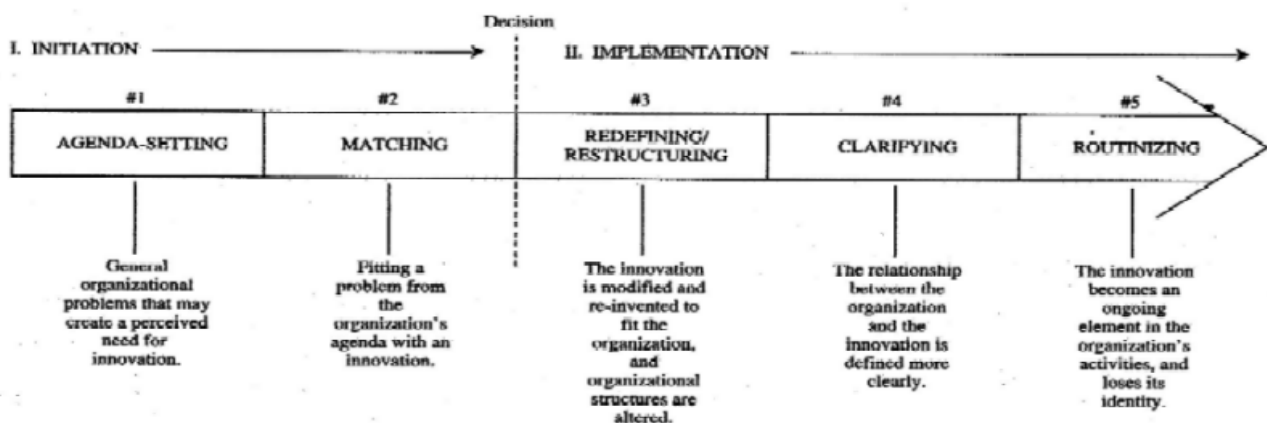 Decision
I. INITIATION
II. IMPLEMENTATION
#1
#2
#3
#4
#5
AGENDA-SETTING
MATCHING
REDEFINING/
RESTRUCTURING
CLARIFYING
ROUTINIZING
General
organizational
problems that may
create a perceived
need for
innovation.
Fitting a
problem from
the
organization's
agenda with an
innovation.
The innovation
is modified and
re-invented to
fit the
organization,
and
organizational
structures are
altered.
The relationship
between the
organization
and the
innovation is
defined more
clearly.
The innovation
becomes an
ongoing
element in the
organization's
activities, and
loses its
identity.